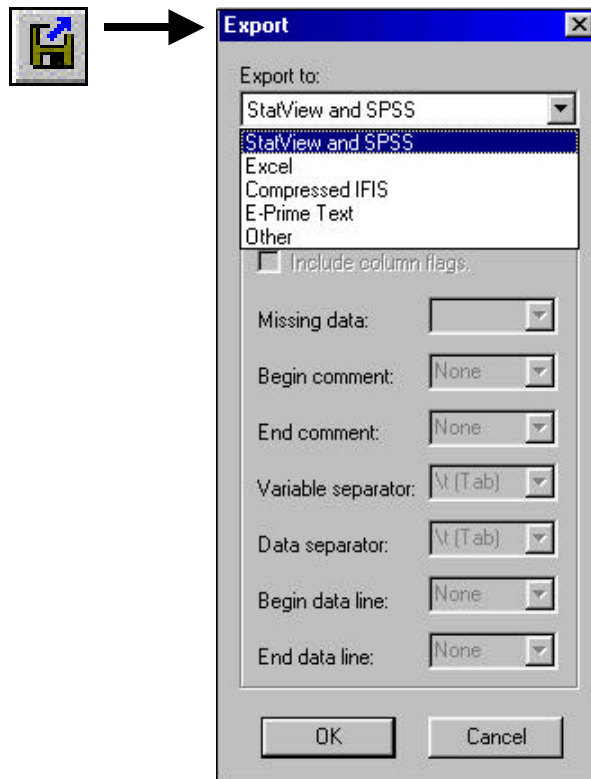 Export
Export to:
StatView and SPSS
StatView and SPSS
Excel
Compressed IFIS
E-Prime Text
Other
Include column flags.
Missing data:
Begin comment: None
End comment: None
Variable separator: \t (Tab)
Data separator: \t (Tab)
Begin data line: None
End data line: None
OK Cancel